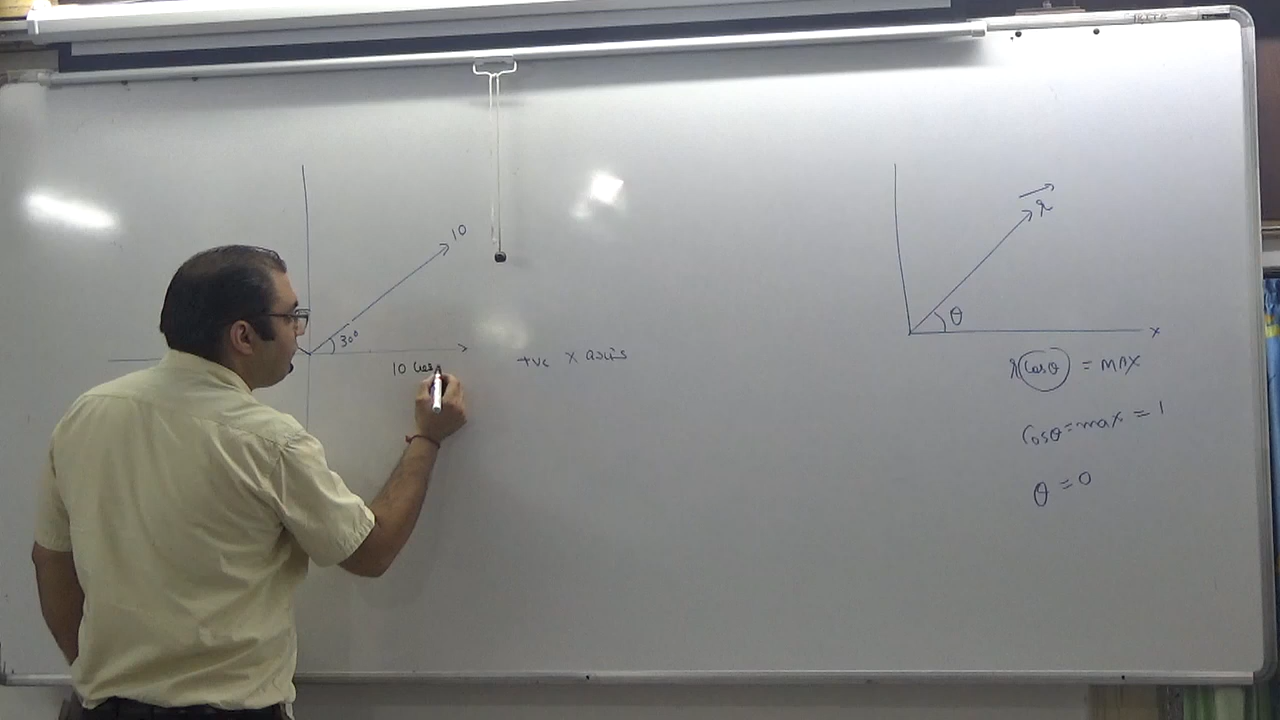 10
30°
10 Cos
+ve X axis
r
θ
x
r Cosθ = MAX
Cosθ = max = 1
θ = 0